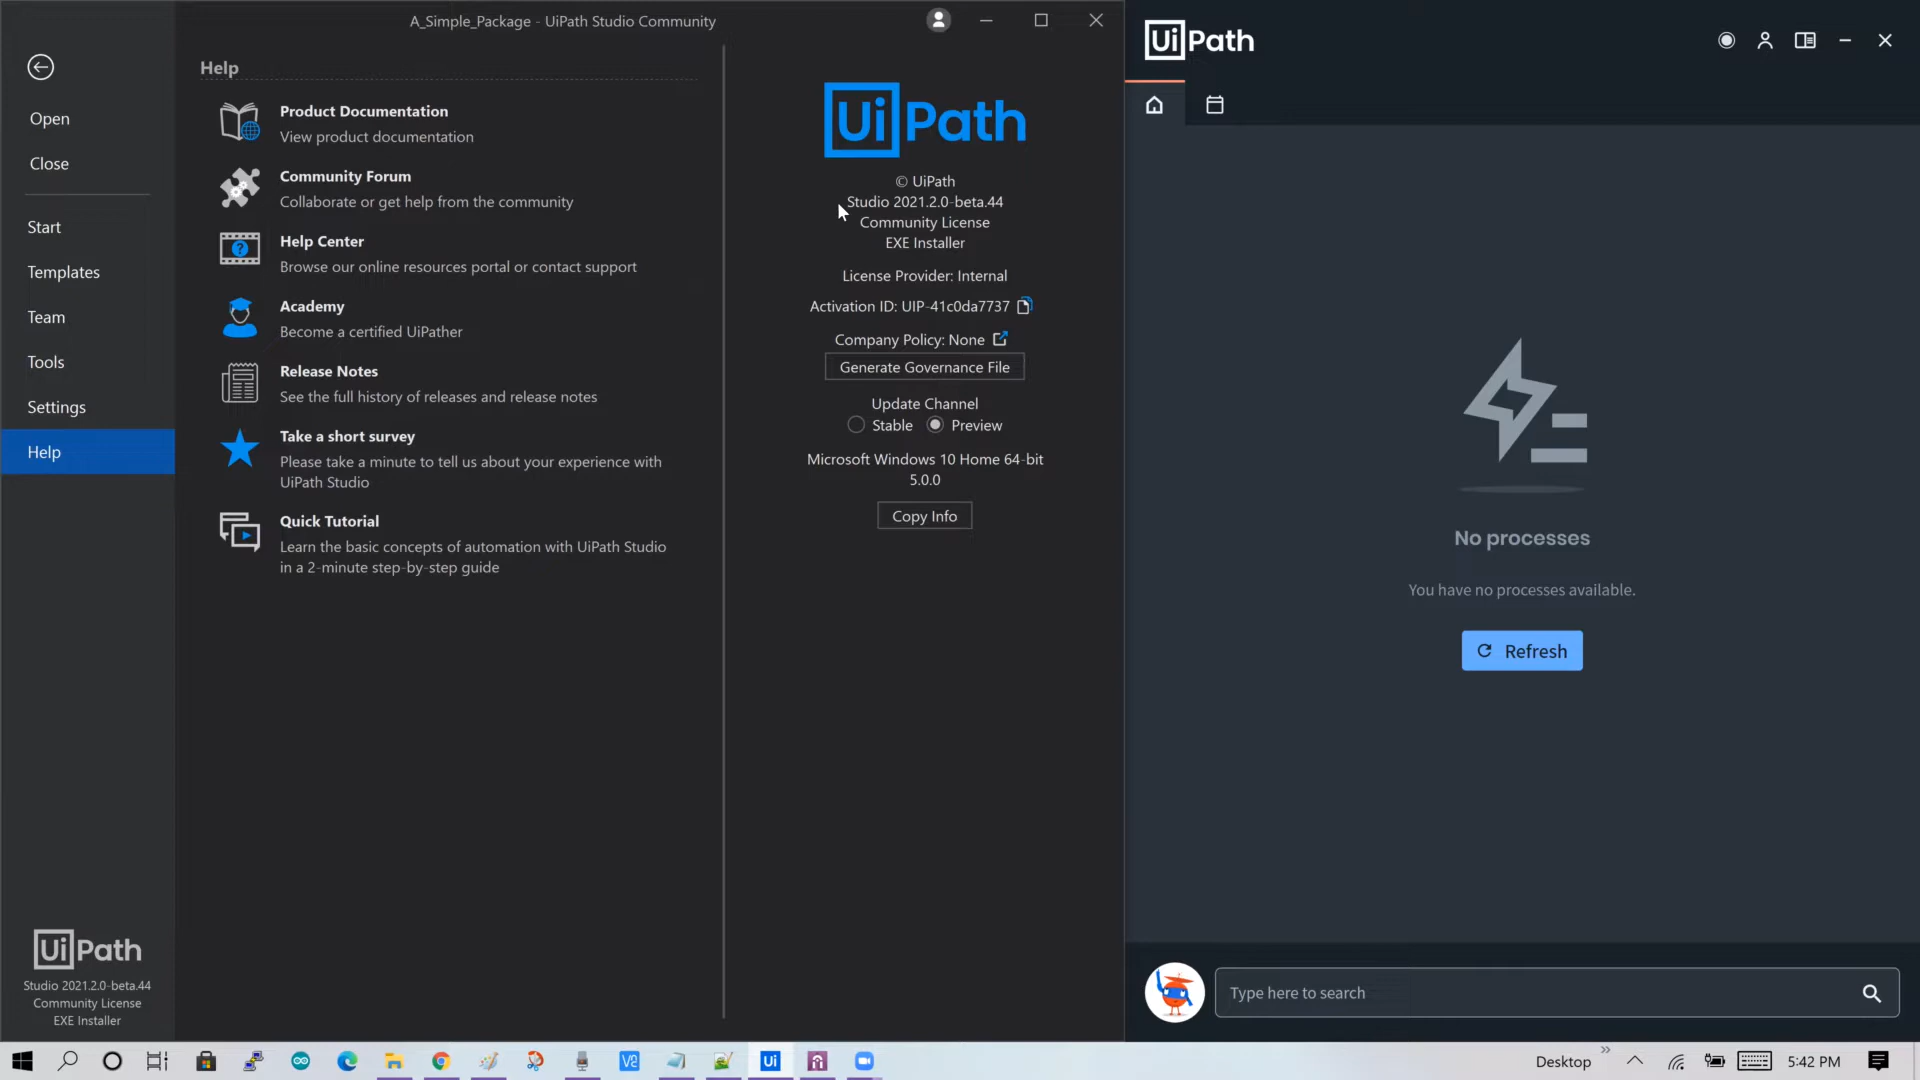 A_Simple_Package - UiPath Studio Community
Open
Close
Start
Templates
Team
Tools
Settings
Help
UiPath
Studio 2021.2.0-beta.44
Community License
EXE Installer
Help
Product Documentation
View product documentation
Community Forum
Collaborate or get help from the community
Help Center
Browse our online resources portal or contact support
Academy
Become a certified UiPather
Release Notes
See the full history of releases and release notes
Take a short survey
Please take a minute to tell us about your experience with
UiPath Studio
Quick Tutorial
Learn the basic concepts of automation with UiPath Studio
in a 2-minute step-by-step guide
UiPath
© UiPath
Studio 2021.2.0-beta.44
Community License
EXE Installer
License Provider: Internal
Activation ID: UIP-41c0da7737
Company Policy: None
Generate Governance File
Update Channel
Stable
Preview
Microsoft Windows 10 Home 64-bit
5.0.0
Copy Info
UiPath
No processes
You have no processes available.
Refresh
Type here to search
Ui
Desktop
5:42 PM